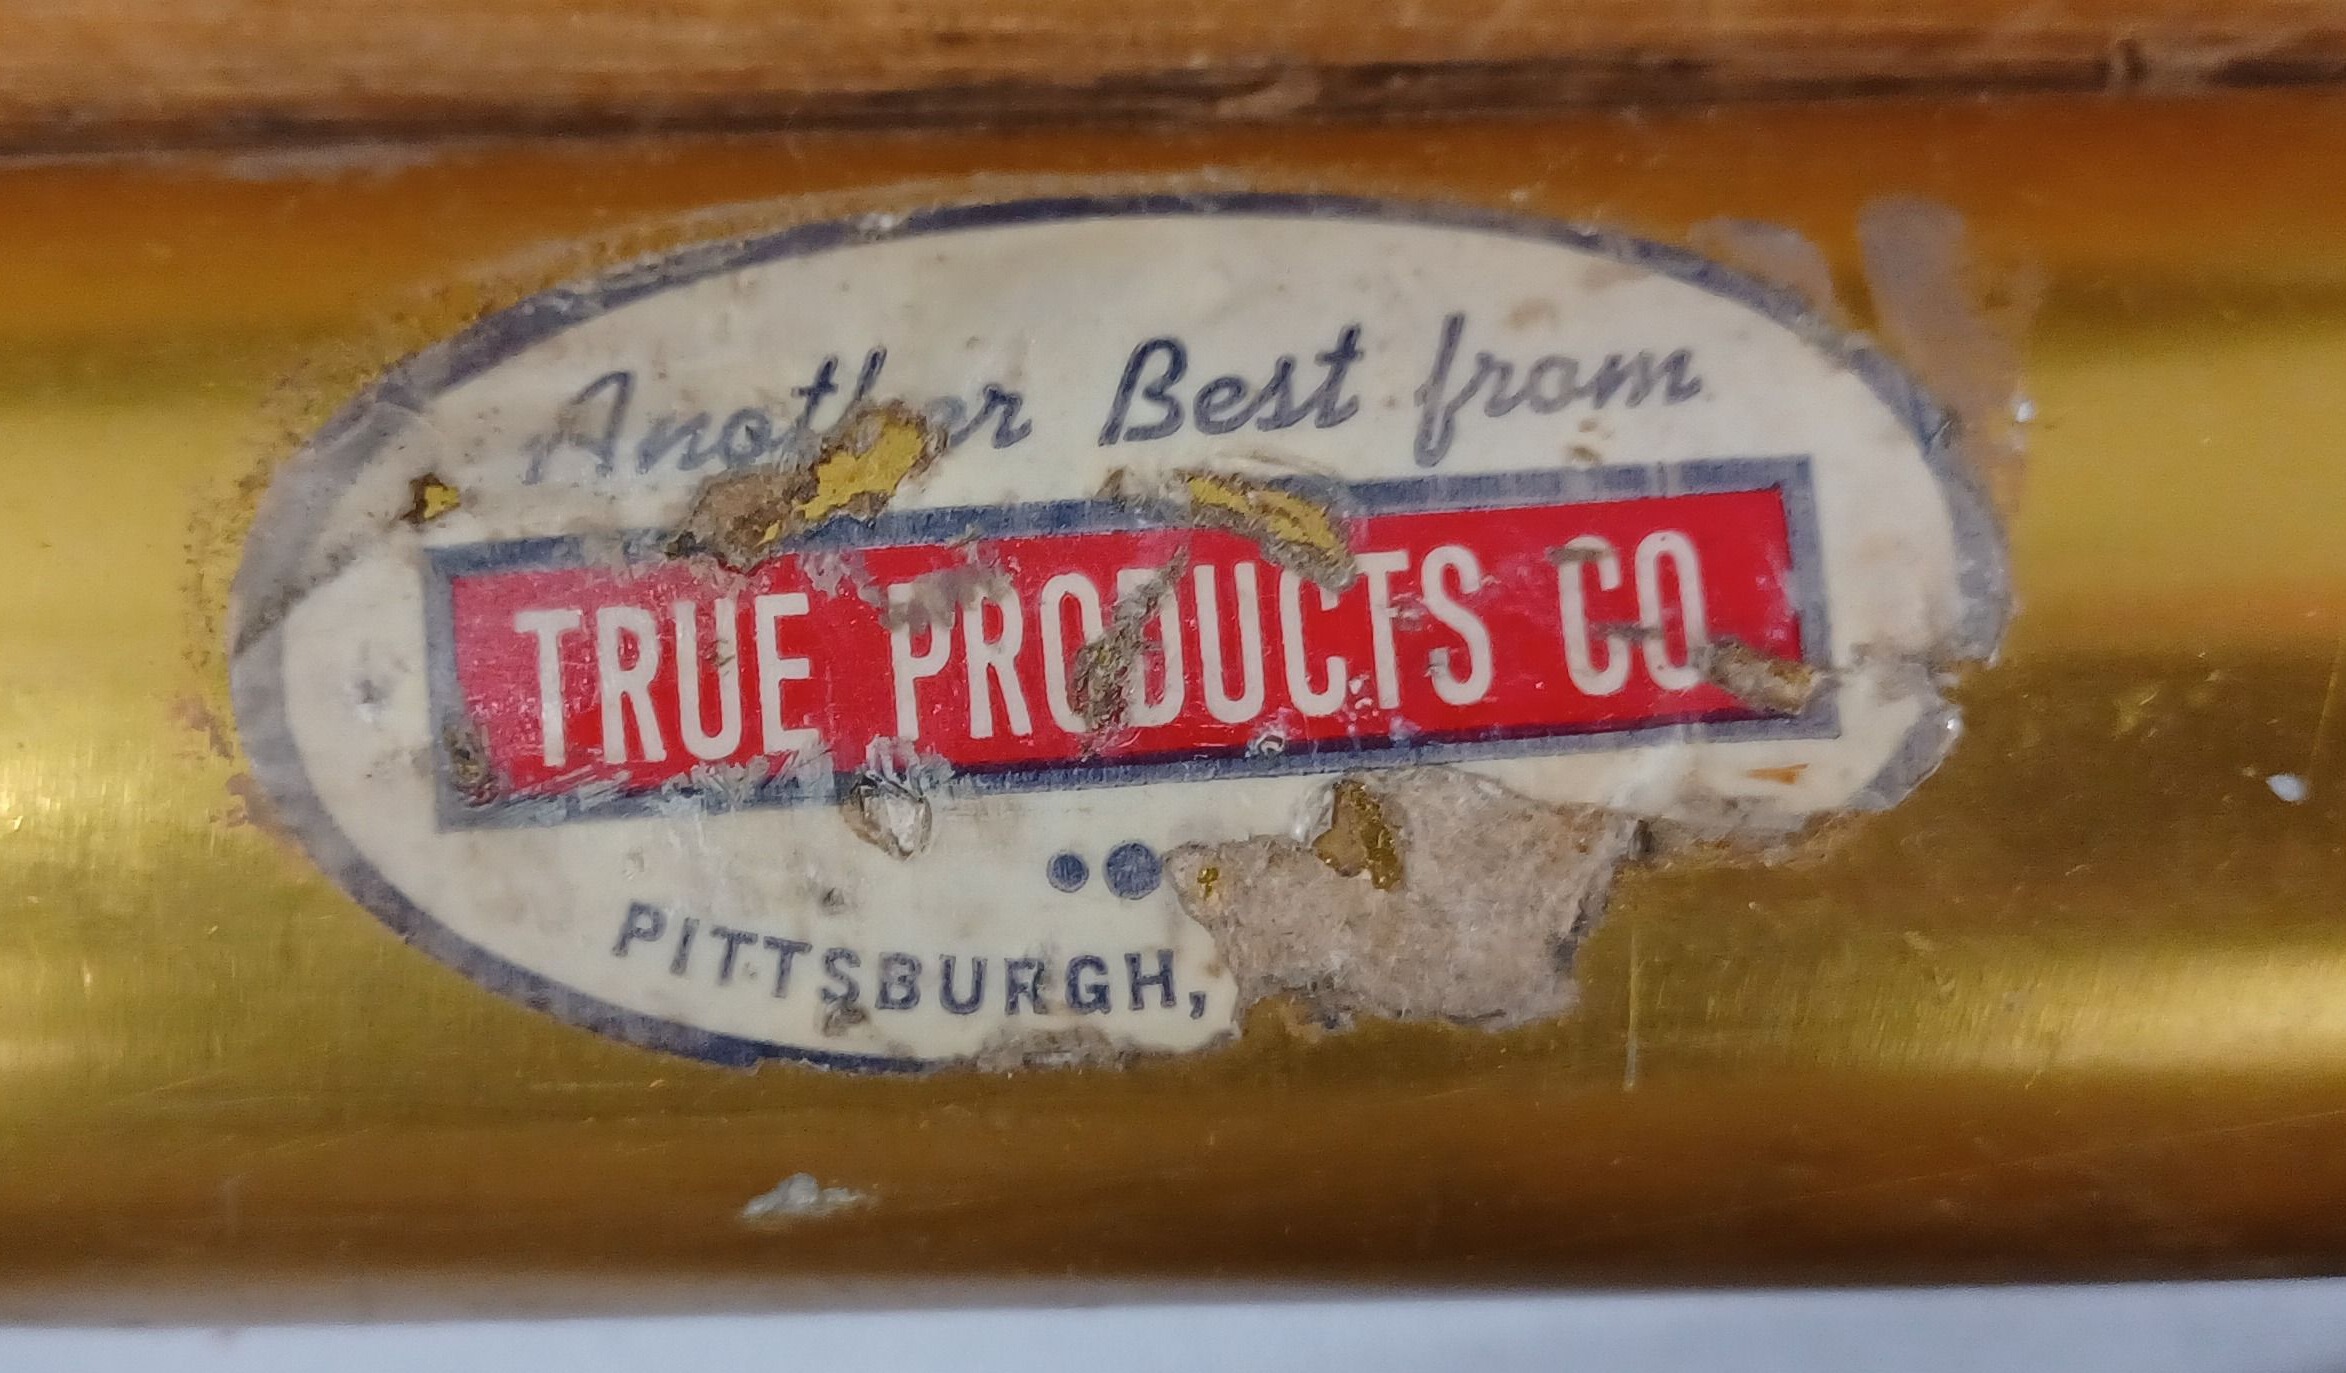 Another Best from
TRUE PRODUCTS CO
PITTSBURGH,